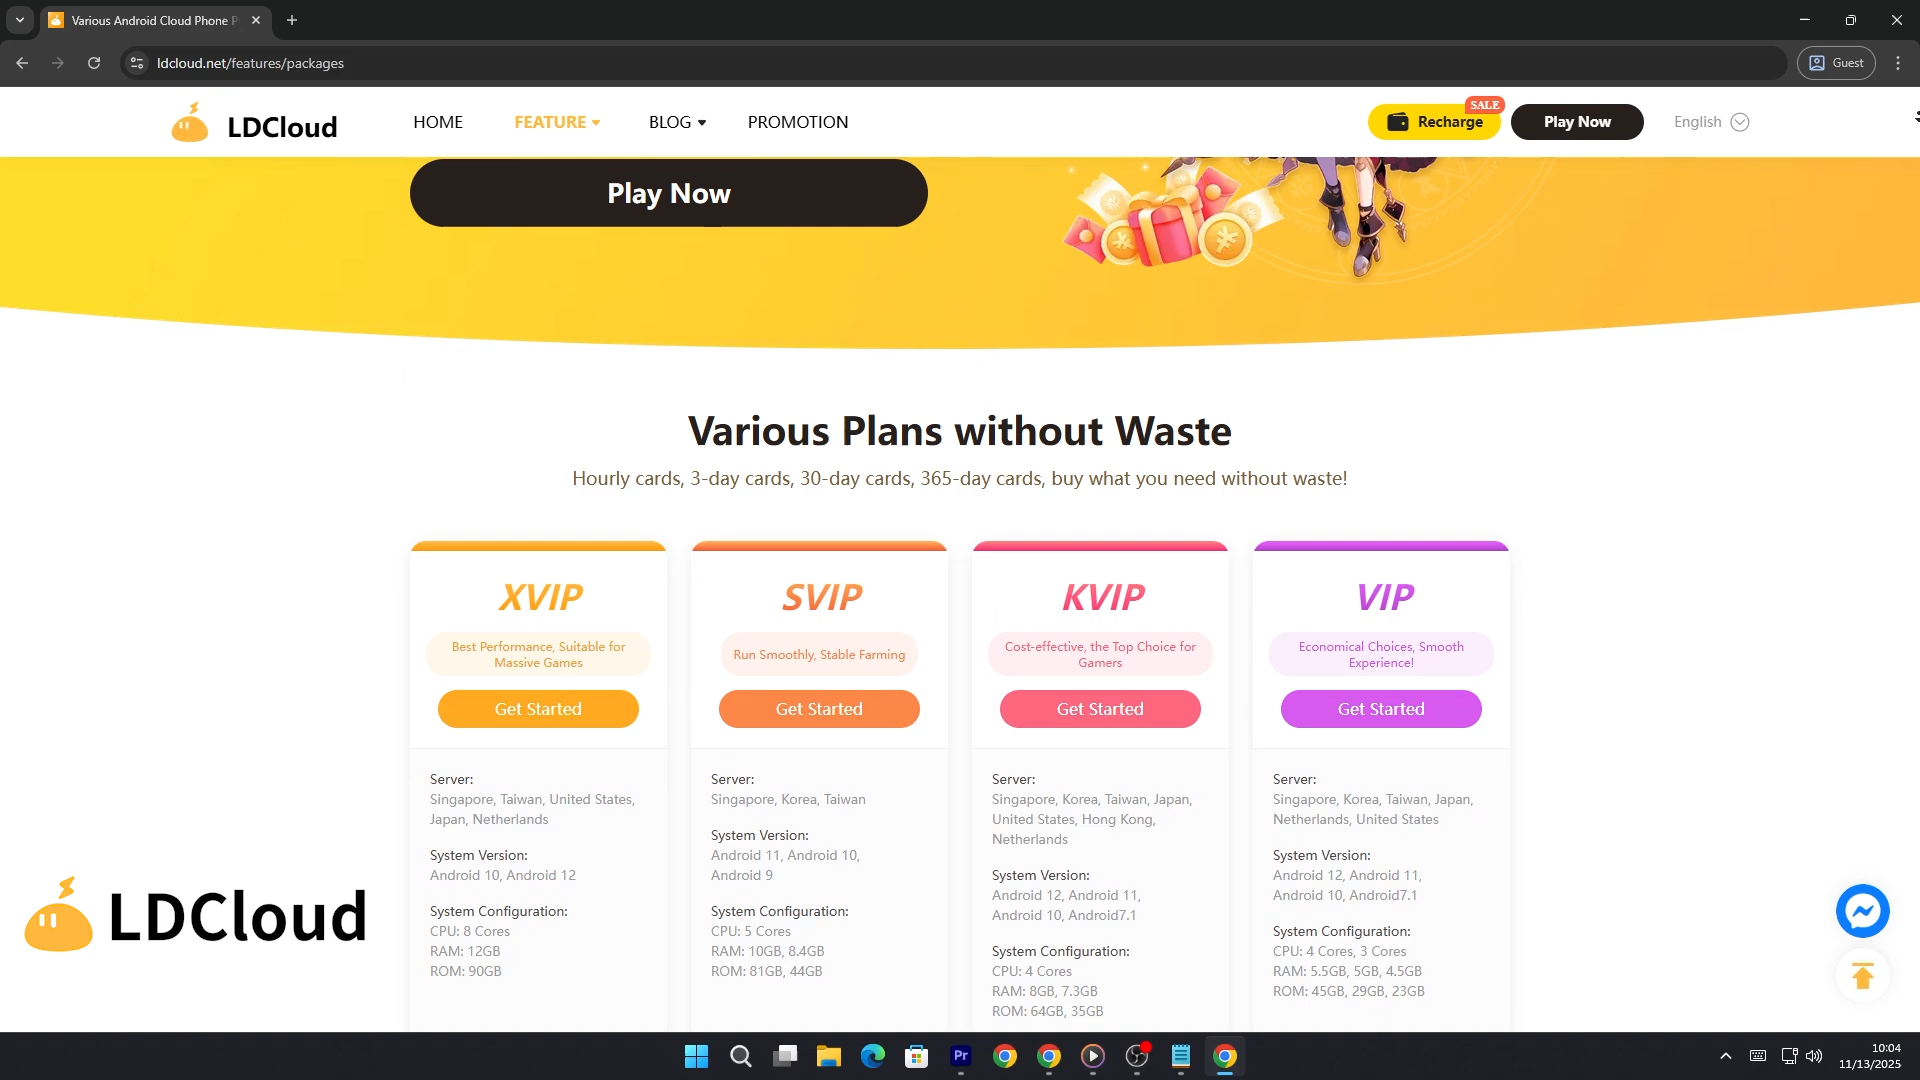 Various Android Cloud Phone P
ldcloud.net/features/packages
Guest
LDCloud
HOME
FEATURE
BLOG
PROMOTION
Recharge
SALE
Play Now
English
Play Now
Various Plans without Waste
Hourly cards, 3-day cards, 30-day cards, 365-day cards, buy what you need without waste!
XVIP
Best Performance, Suitable for
Massive Games
Get Started
Server:
Singapore, Taiwan, United States,
Japan, Netherlands
System Version:
Android 10, Android 12
System Configuration:
CPU: 8 Cores
RAM: 12GB
ROM: 90GB
SVIP
Run Smoothly, Stable Farming
Get Started
Server:
Singapore, Korea, Taiwan
System Version:
Android 11, Android 10,
Android 9
System Configuration:
CPU: 5 Cores
RAM: 10GB, 8.4GB
ROM: 81GB, 44GB
KVIP
Cost-effective, the Top Choice for
Gamers
Get Started
Server:
Singapore, Korea, Taiwan, Japan,
United States, Hong Kong,
Netherlands
System Version:
Android 12, Android 11,
Android 10, Android7.1
System Configuration:
CPU: 4 Cores
RAM: 8GB, 7.3GB
ROM: 64GB, 35GB
VIP
Economical Choices, Smooth
Experience!
Get Started
Server:
Singapore, Korea, Taiwan, Japan,
Netherlands, United States
System Version:
Android 12, Android 11,
Android 10, Android7.1
System Configuration:
CPU: 4 Cores, 3 Cores
RAM: 5.5GB, 5GB, 4.5GB
ROM: 45GB, 29GB, 23GB
LDCloud
Pr
10:04
11/13/2025